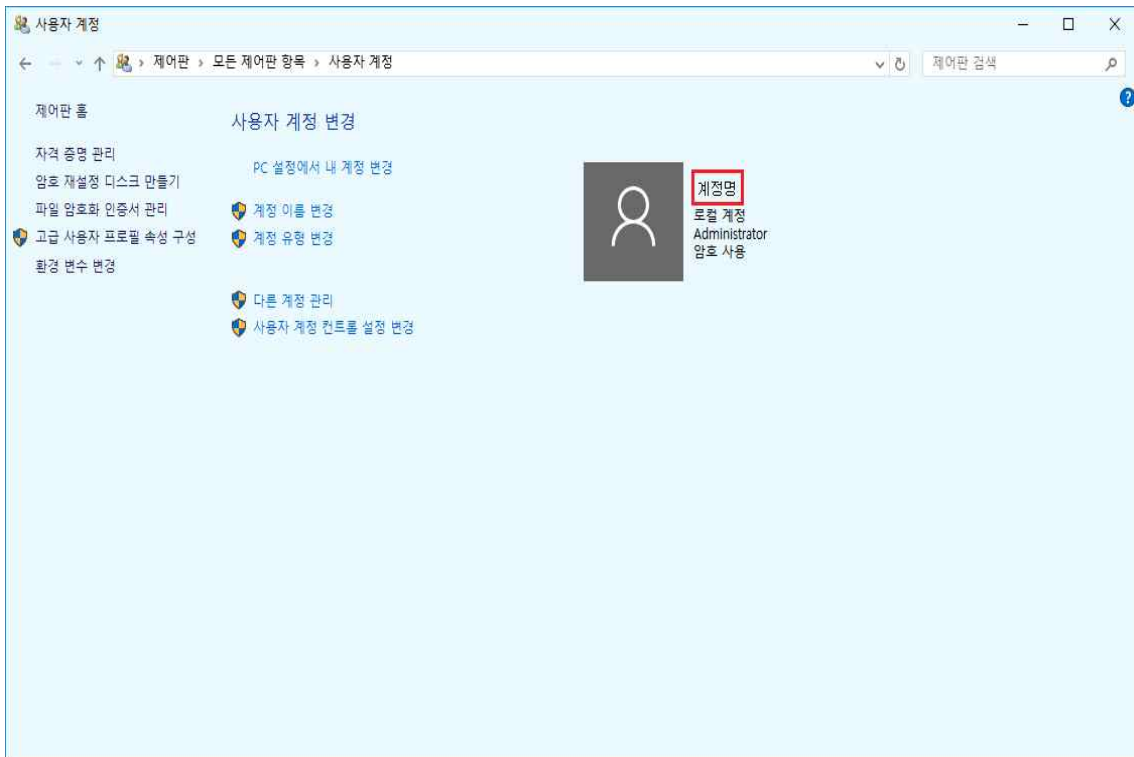 사용자 계정
제어판 › 모든 제어판 항목 › 사용자 계정
제어판 검색
제어판 홈
자격 증명 관리
암호 재설정 디스크 만들기
파일 암호화 인증서 관리
고급 사용자 프로필 속성 구성
환경 변수 변경
사용자 계정 변경
PC 설정에서 내 계정 변경
계정 이름 변경
계정 유형 변경
다른 계정 관리
사용자 계정 컨트롤 설정 변경
계정명
로컬 계정
Administrator
암호 사용